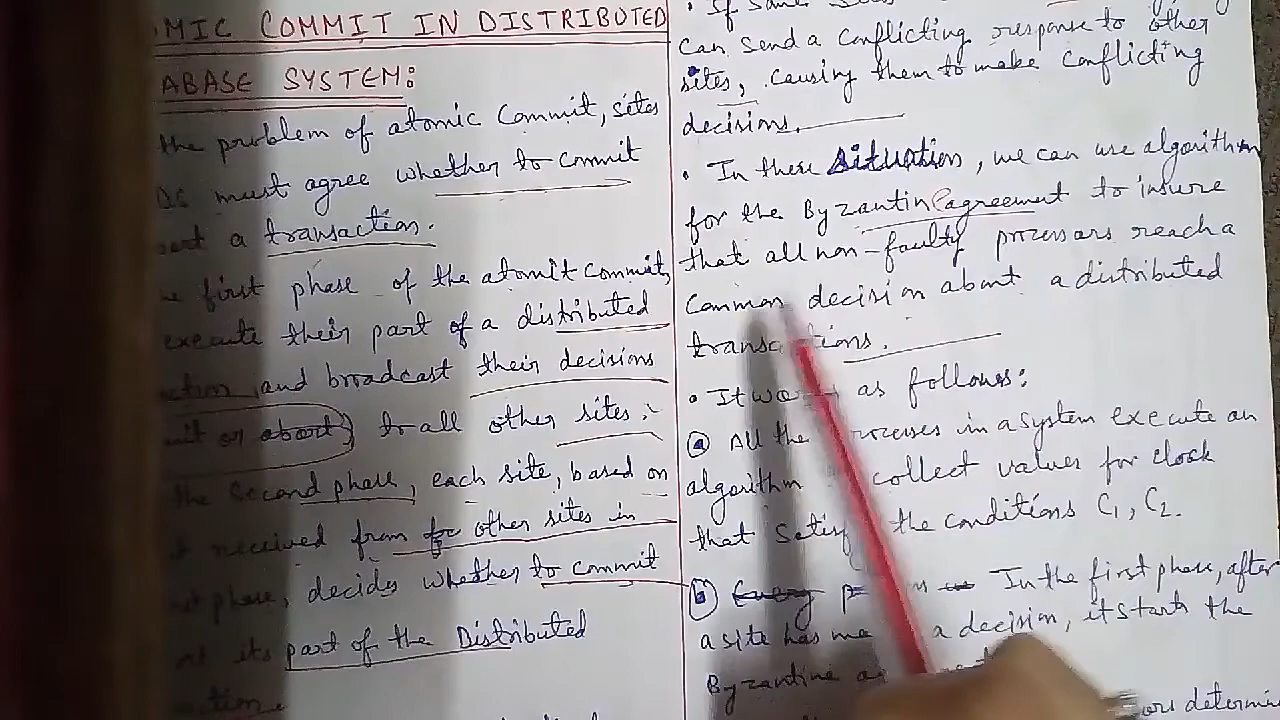 MIC COMMIT IN DISTRIBUTED
ABASE SYSTEM:
the problem of atomic Commit, sites
must agree whether to commit
a transaction.
first phase of the atomit commit,
execute their part of a distributed
and broadcast their decisions
or abort) to all other sites.
the second phase, each site, based on
received from other sites in
phase, decides whether to commit
its part of the Distributed
can send a conflicting response to other
sites, causing them to make conflicting
decisions.
• In these situation, we can use algorithm
for the Byzantine agreement to insure
that all non-faulty processors reach a
Common decision about a distributed
transactions.
• It as follows:
(a) All the in a system execute an
algorithm collect values for clock
that the conditions C1, C2.
(b) In the first phase, after
a site has a decision, it starts the
Byzantine